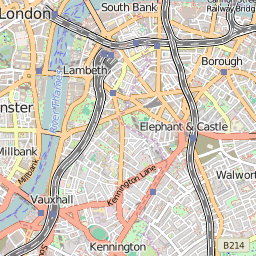 South Bank
London
Railway Bridge
Lambeth
Borough
nster
River Thames
Elephant & Castle
Millbank
Millbank
Kennington Lane
Walwor
Vauxhall
Kennington
B214